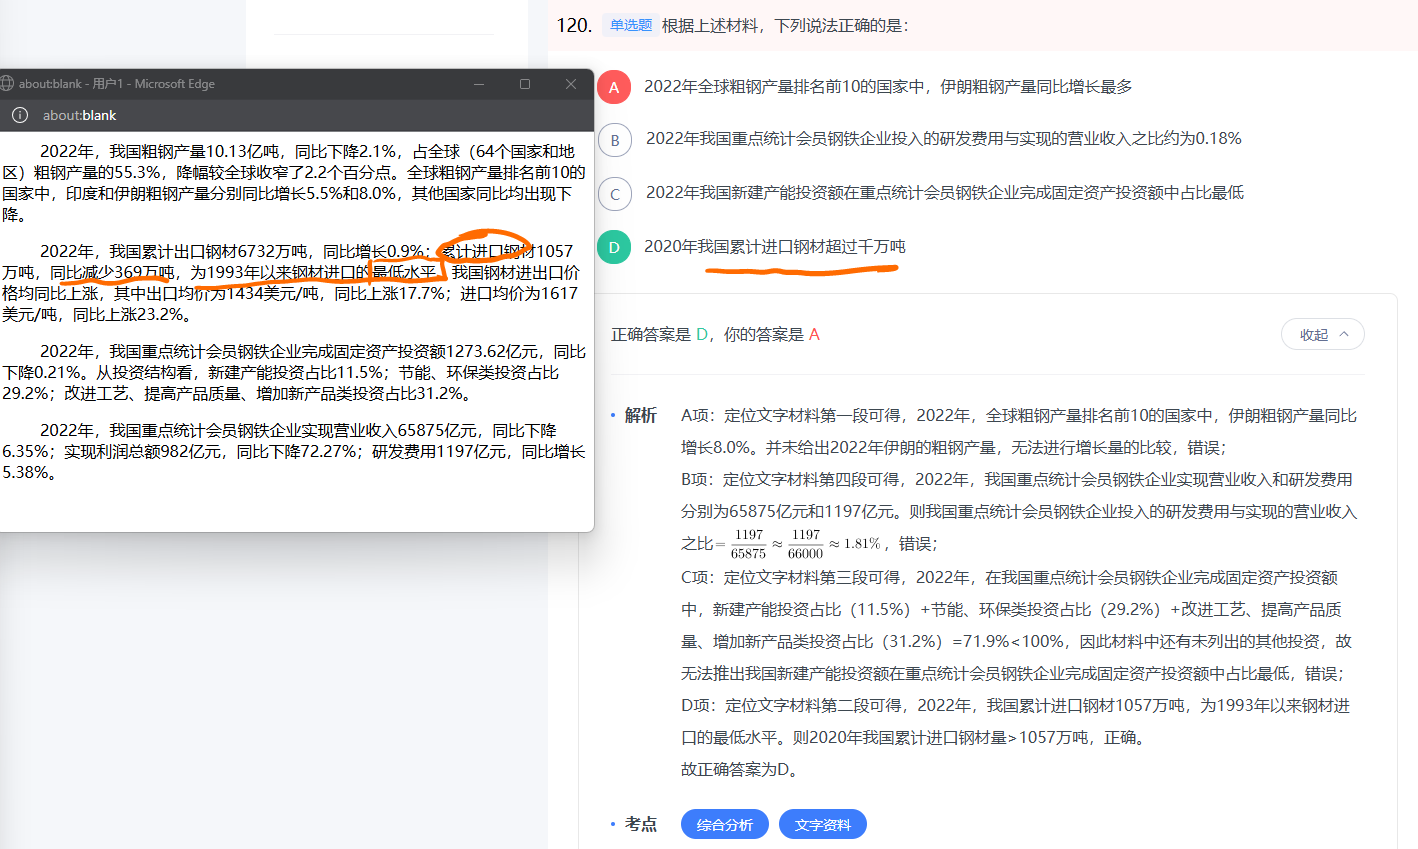 120. 单选题 根据上述材料，下列说法正确的是：
A 2022年全球粗钢产量排名前10的国家中，伊朗粗钢产量同比增长最多
B 2022年我国重点统计会员钢铁企业投入的研发费用与实现的营业收入之比约为0.18%
C 2022年我国新建产能投资额在重点统计会员钢铁企业完成固定资产投资额中占比最低
D 2020年我国累计进口钢材超过千万吨
about:blank - 用户1 - Microsoft Edge
about:blank
2022年，我国粗钢产量10.13亿吨，同比下降2.1%，占全球（64个国家和地
区）粗钢产量的55.3%，降幅较全球收窄了2.2个百分点。全球粗钢产量排名前10的
国家中，印度和伊朗粗钢产量分别同比增长5.5%和8.0%，其他国家同比均出现下
降。
2022年，我国累计出口钢材6732万吨，同比增长0.9%；累计进口钢材1057
万吨，同比减少369万吨，为1993年以来钢材进口的最低水平。我国钢材进出口价
格均同比上涨，其中出口均价为1434美元/吨，同比上涨17.7%；进口均价为1617
美元/吨，同比上涨23.2%。
2022年，我国重点统计会员钢铁企业完成固定资产投资额1273.62亿元，同比
下降0.21%。从投资结构看，新建产能投资占比11.5%；节能、环保类投资占比
29.2%；改进工艺、提高产品质量、增加新产品类投资占比31.2%。
2022年，我国重点统计会员钢铁企业实现营业收入65875亿元，同比下降
6.35%；实现利润总额982亿元，同比下降72.27%；研发费用1197亿元，同比增长
5.38%。
正确答案是 D，你的答案是 A
收起
解析
A项：定位文字材料第一段可得，2022年，全球粗钢产量排名前10的国家中，伊朗粗钢产量同比
增长8.0%。并未给出2022年伊朗的粗钢产量，无法进行增长量的比较，错误；
B项：定位文字材料第四段可得，2022年，我国重点统计会员钢铁企业实现营业收入和研发费用
分别为65875亿元和1197亿元。则我国重点统计会员钢铁企业投入的研发费用与实现的营业收入
之比=1197/65875≈1197/66000≈1.81%，错误；
C项：定位文字材料第三段可得，2022年，在我国重点统计会员钢铁企业完成固定资产投资额
中，新建产能投资占比（11.5%）+节能、环保类投资占比（29.2%）+改进工艺、提高产品质
量、增加新产品类投资占比（31.2%）=71.9%<100%，因此材料中还有未列出的其他投资，故
无法推出我国新建产能投资额在重点统计会员钢铁企业完成固定资产投资额中占比最低，错误；
D项：定位文字材料第二段可得，2022年，我国累计进口钢材1057万吨，为1993年以来钢材进
口的最低水平。则2020年我国累计进口钢材量>1057万吨，正确。
故正确答案为D。
考点
综合分析 文字资料